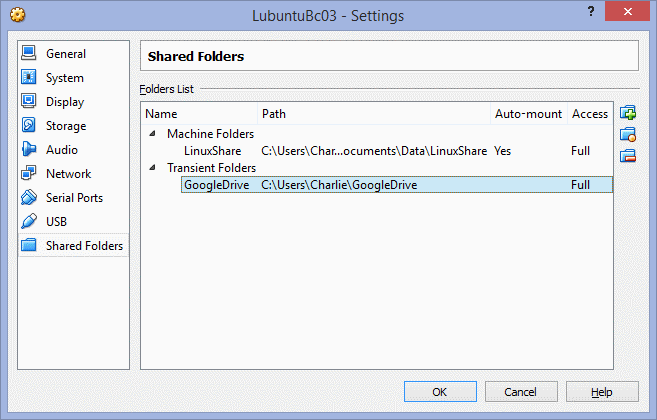 LubuntuBc03 - Settings
?
General
System
Display
Storage
Audio
Network
Serial Ports
USB
Shared Folders
Shared Folders
Folders List
Name Path Auto-mount Access
Machine Folders
LinuxShare C:\Users\Char...ocuments\Data\LinuxShare Yes Full
Transient Folders
GoogleDrive C:\Users\Charlie\GoogleDrive Full
OK Cancel Help